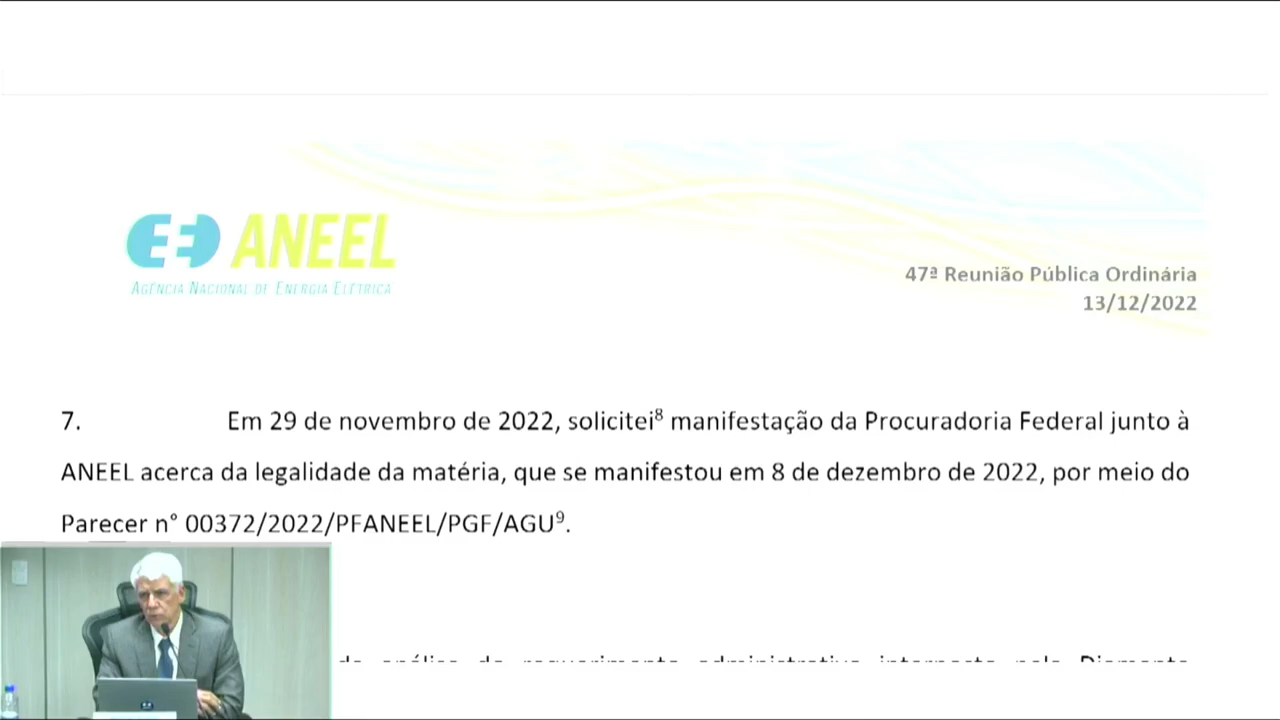 ANEEL
AGÊNCIA NACIONAL DE ENERGIA ELÉTRICA
47ª Reunião Pública Ordinária
13/12/2022
7. Em 29 de novembro de 2022, solicitei⁸ manifestação da Procuradoria Federal junto à
ANEEL acerca da legalidade da matéria, que se manifestou em 8 de dezembro de 2022, por meio do
Parecer n° 00372/2022/PFANEEL/PGF/AGU⁹.